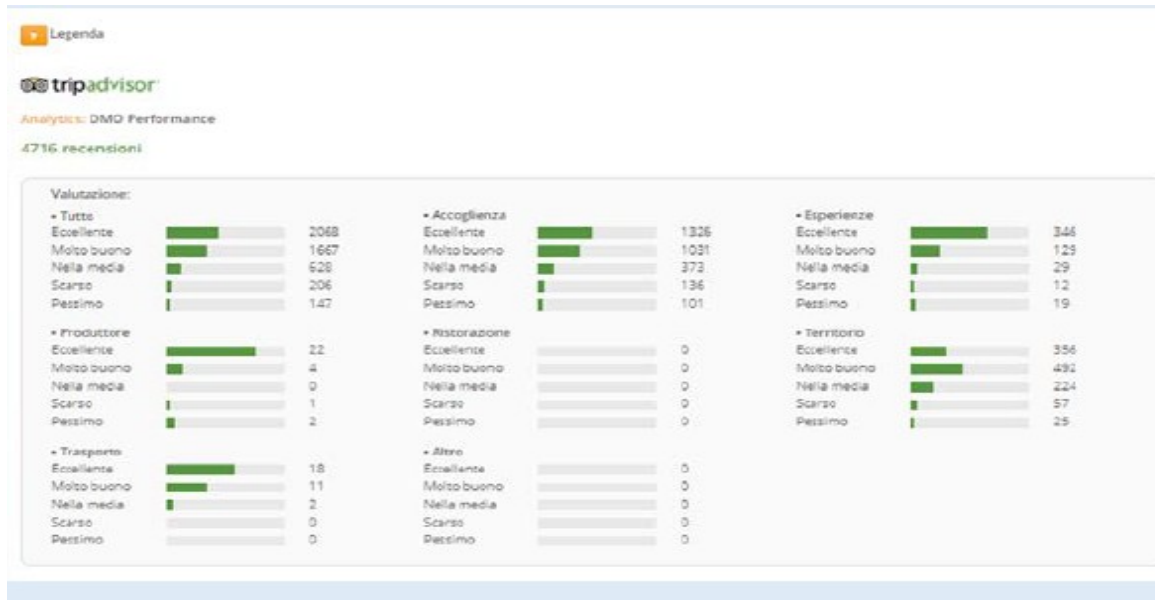 Legenda
tripadvisor
Analytics: DMO Performance
4716 recensioni
Valutazione:
• Tutto
Eccellente 2068
Molto buono 1667
Nella media 628
Scarso 206
Pessimo 147
• Accoglienza
Eccellente 1326
Molto buono 1031
Nella media 373
Scarso 136
Pessimo 101
• Esperienze
Eccellente 346
Molto buono 129
Nella media 29
Scarso 12
Pessimo 19
• Produttore
Eccellente 22
Molto buono 4
Nella media 0
Scarso 1
Pessimo 2
• Ristorazione
Eccellente 0
Molto buono 0
Nella media 0
Scarso 0
Pessimo 0
• Territorio
Eccellente 356
Molto buono 492
Nella media 224
Scarso 57
Pessimo 25
• Trasporto
Eccellente 18
Molto buono 11
Nella media 2
Scarso 0
Pessimo 0
• Altro
Eccellente 0
Molto buono 0
Nella media 0
Scarso 0
Pessimo 0